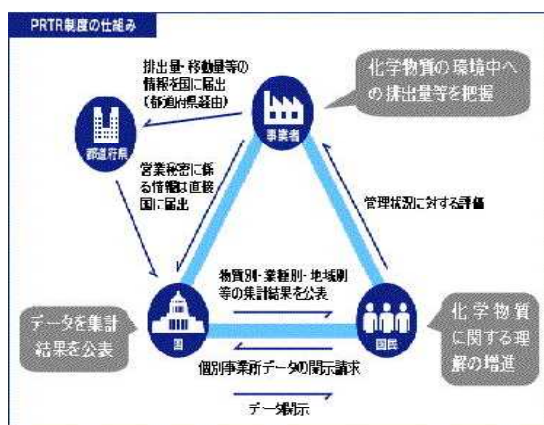 PRTR制度の仕組み
排出量・移動量等の
情報を国に届出
(都道府県経由)
化学物質の環境中へ
の排出量等を把握
事業者
都道府県
営業秘密に係
る情報は直接
国に届出
管理状況に対する評価
物質別・業種別・地域別
等の集計結果を公表
データを集計
結果を公表
国
国民
化学物質
に関する理
解の増進
個別事業所データの開示請求
データ開示